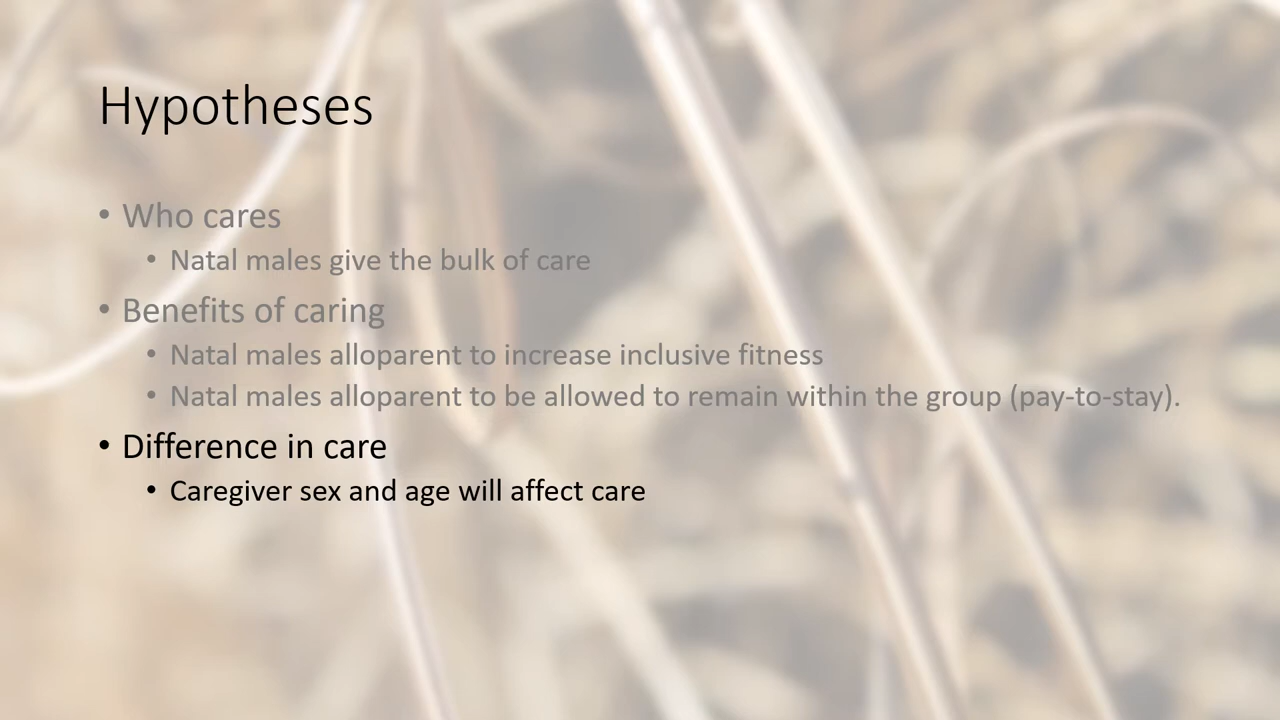 Hypotheses
• Who cares
• Natal males give the bulk of care
• Benefits of caring
• Natal males alloparent to increase inclusive fitness
• Natal males alloparent to be allowed to remain within the group (pay-to-stay).
• Difference in care
• Caregiver sex and age will affect care